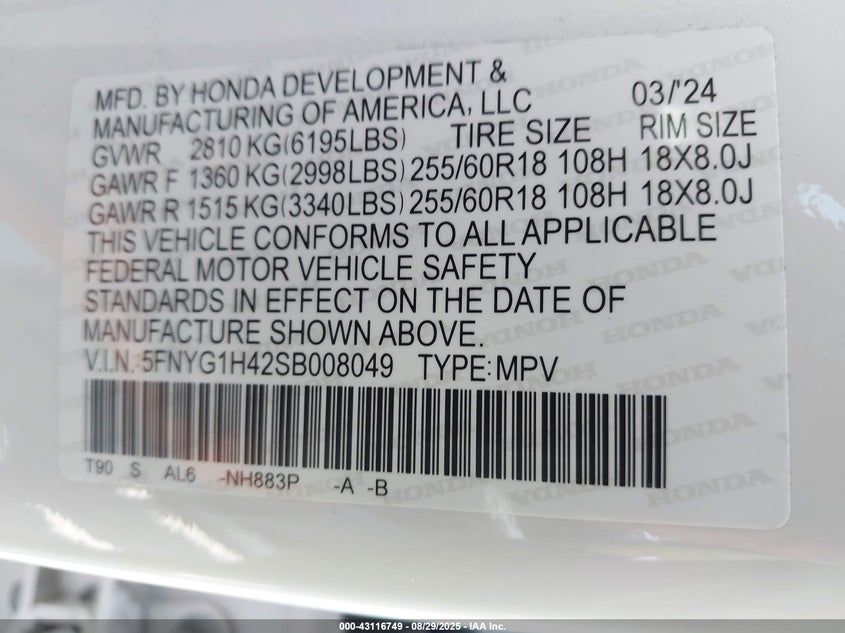 MFD. BY HONDA DEVELOPMENT &
MANUFACTURING OF AMERICA, LLC 03/'24
GVWR 2810 KG(6195LBS) TIRE SIZE RIM SIZE
GAWR F 1360 KG(2998LBS) 255/60R18 108H 18X8.0J
GAWR R 1515 KG(3340LBS) 255/60R18 108H 18X8.0J
THIS VEHICLE CONFORMS TO ALL APPLICABLE
FEDERAL MOTOR VEHICLE SAFETY
STANDARDS IN EFFECT ON THE DATE OF
MANUFACTURE SHOWN ABOVE.
V.I.N.:5FNYG1H42SB008049 TYPE:MPV
T90 S AL6 -NH883P -A -B
HONDA
000-43116749 - 08/29/2025 - IAA Inc.